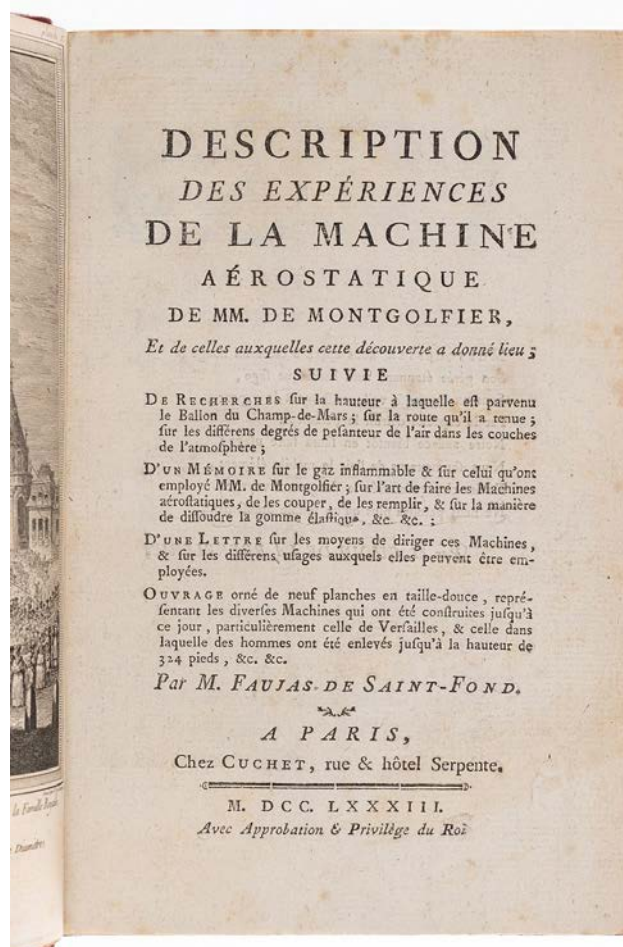 DESCRIPTION
DES EXPÉRIENCES
DE LA MACHINE
AÉROSTATIQUE
DE MM. DE MONTGOLFIER,
Et de celles auxquelles cette découverte a donné lieu ;
SUIVIE
DE RECHERCHES ſur la hauteur à laquelle eſt parvenu
le Ballon du Champ-de-Mars ; ſur la route qu'il a tenue ;
ſur les différens degrés de peſanteur de l'air dans les couches
de l'atmoſphère ;
D'UN MÉMOIRE ſur le gaz inflammable & ſur celui qu'ont
employé MM. de Montgolfier ; ſur l'art de faire les Machines
aéroſtatiques, de les couper, de les remplir, & ſur la manière
de diſſoudre la gomme élaſtique, &c. &c. ;
D'UNE LETTRE ſur les moyens de diriger ces Machines,
& ſur les différens uſages auxquels elles peuvent être em-
ployées.
OUVRAGE orné de neuf planches en taille-douce, repré-
ſentant les diverſes Machines qui ont été conſtruites juſqu'à
ce jour, particulièrement celle de Verſailles, & celle dans
laquelle des hommes ont été enlevés juſqu'à la hauteur de
324 pieds, &c. &c.
Par M. FAUJAS DE SAINT-FOND.
A PARIS,
Chez CUCHET, rue & hôtel Serpente.
M. DCC. LXXXIII.
Avec Approbation & Privilège du Roi
la Famille